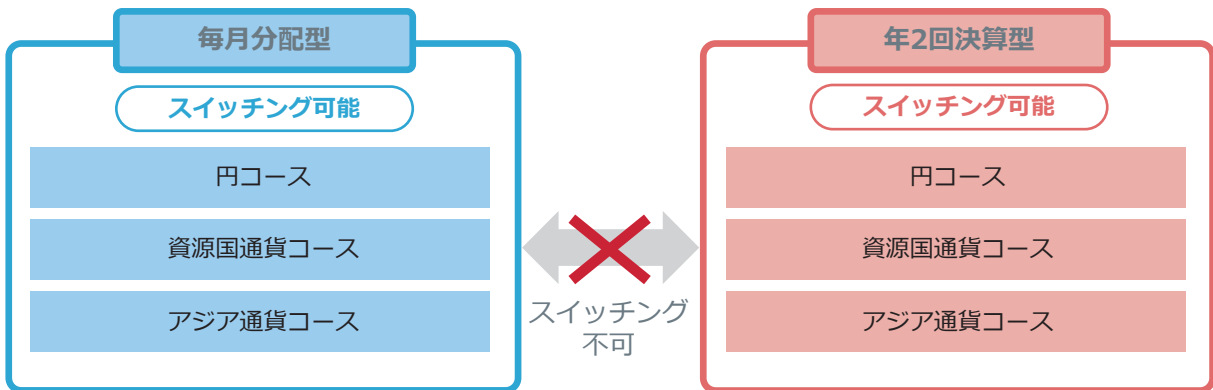 毎月分配型
スイッチング可能
円コース
資源国通貨コース
アジア通貨コース
スイッチング
不可
年2回決算型
スイッチング可能
円コース
資源国通貨コース
アジア通貨コース